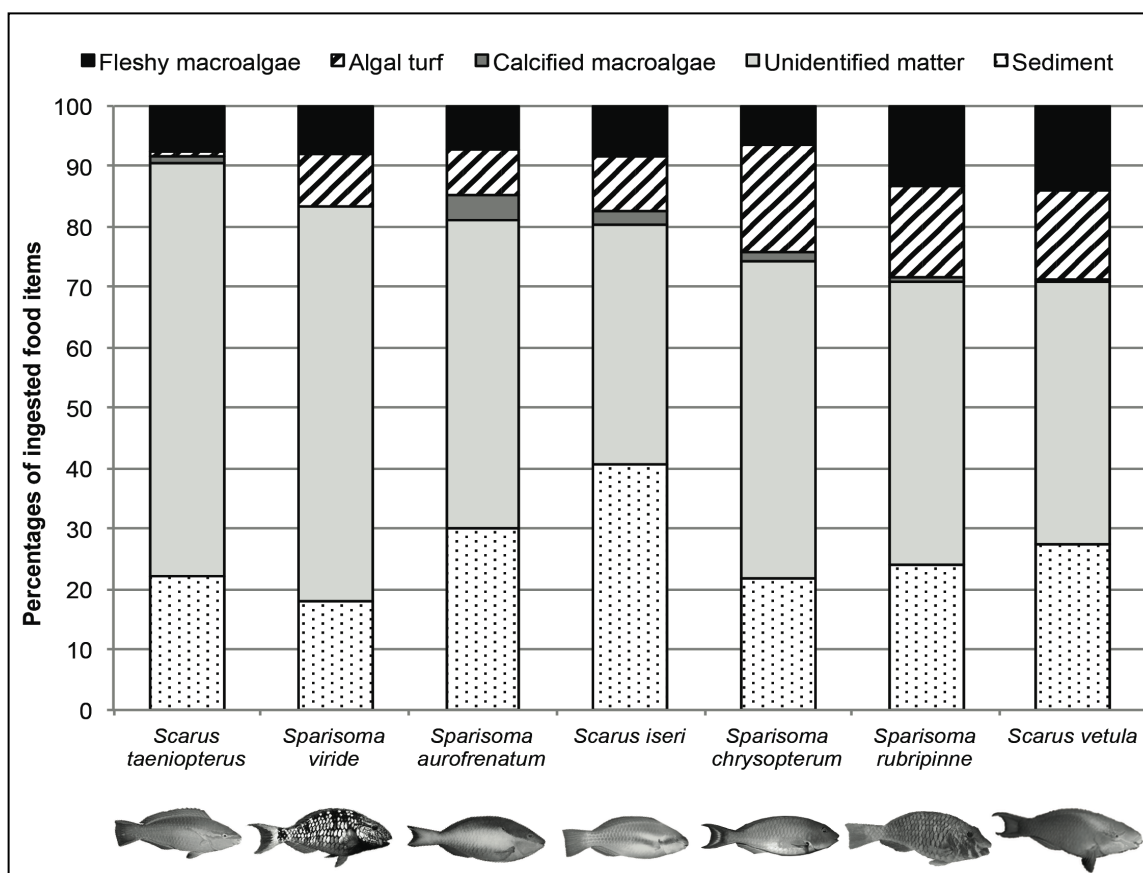 Fleshy macroalgae Algal turf Calcified macroalgae Unidentified matter Sediment
Percentages of ingested food items
100
90
80
70
60
50
40
30
20
10
0
Scarus taeniopterus
Sparisoma viride
Sparisoma aurofrenatum
Scarus iseri
Sparisoma chrysopterum
Sparisoma rubripinne
Scarus vetula